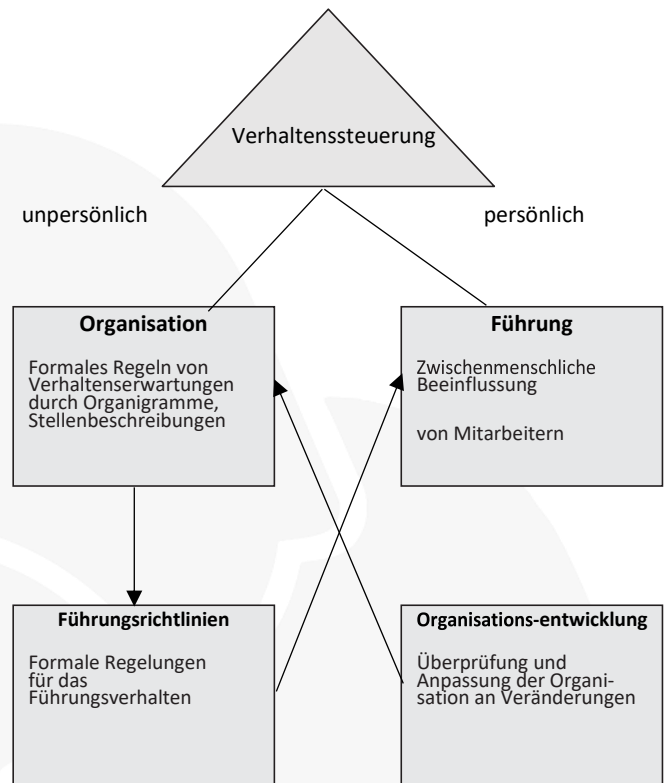 Verhaltenssteuerung
unpersönlich
persönlich
Organisation
Formales Regeln von
Verhaltenserwartungen
durch Organigramme,
Stellenbeschreibungen
Führung
Zwischenmenschliche
Beeinflussung
von Mitarbeitern
Führungsrichtlinien
Formale Regelungen
für das
Führungsverhalten
Organisations-entwicklung
Überprüfung und
Anpassung der Organi-
sation an Veränderungen